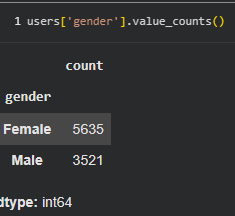 1 users['gender'].value_counts()
count
gender
Female 5635
Male 3521
dtype: int64